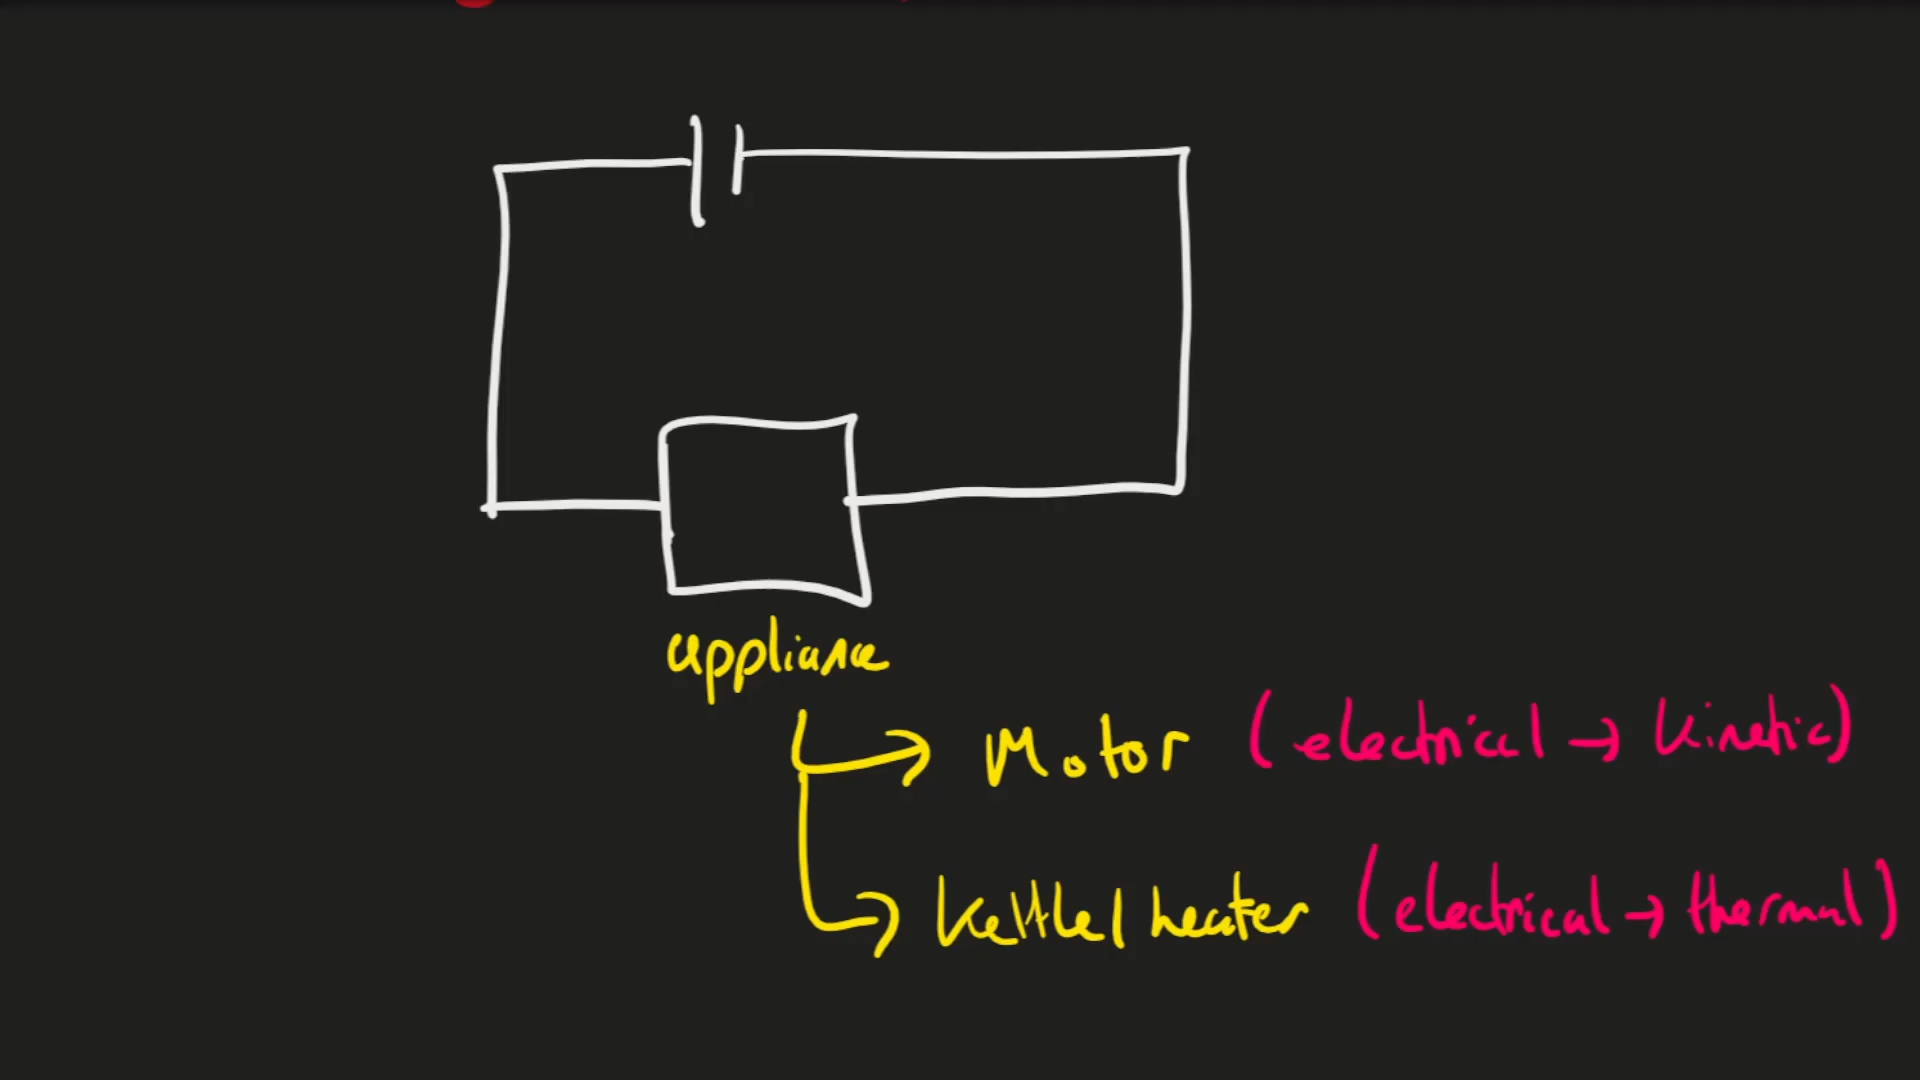 appliance
Motor (electrical → kinetic)
Kettle / heater (electrical → thermal)